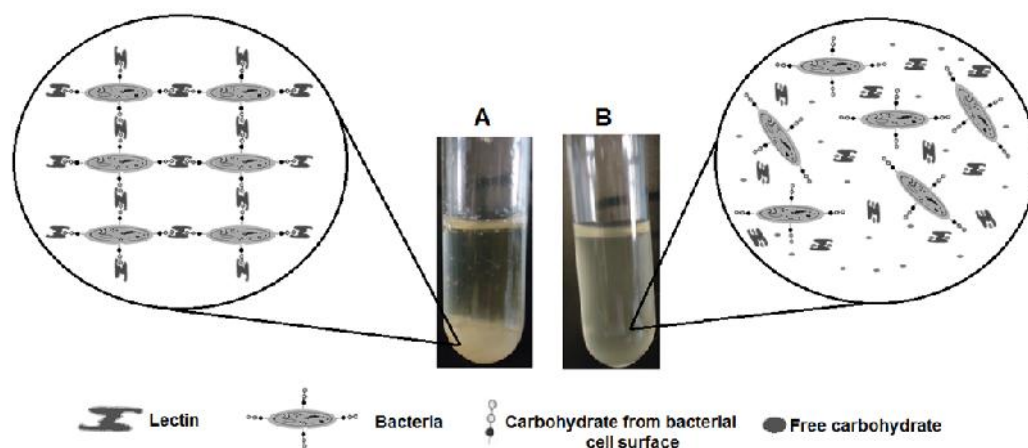 A
B
Lectin
Bacteria
Carbohydrate from bacterial
cell surface
Free carbohydrate